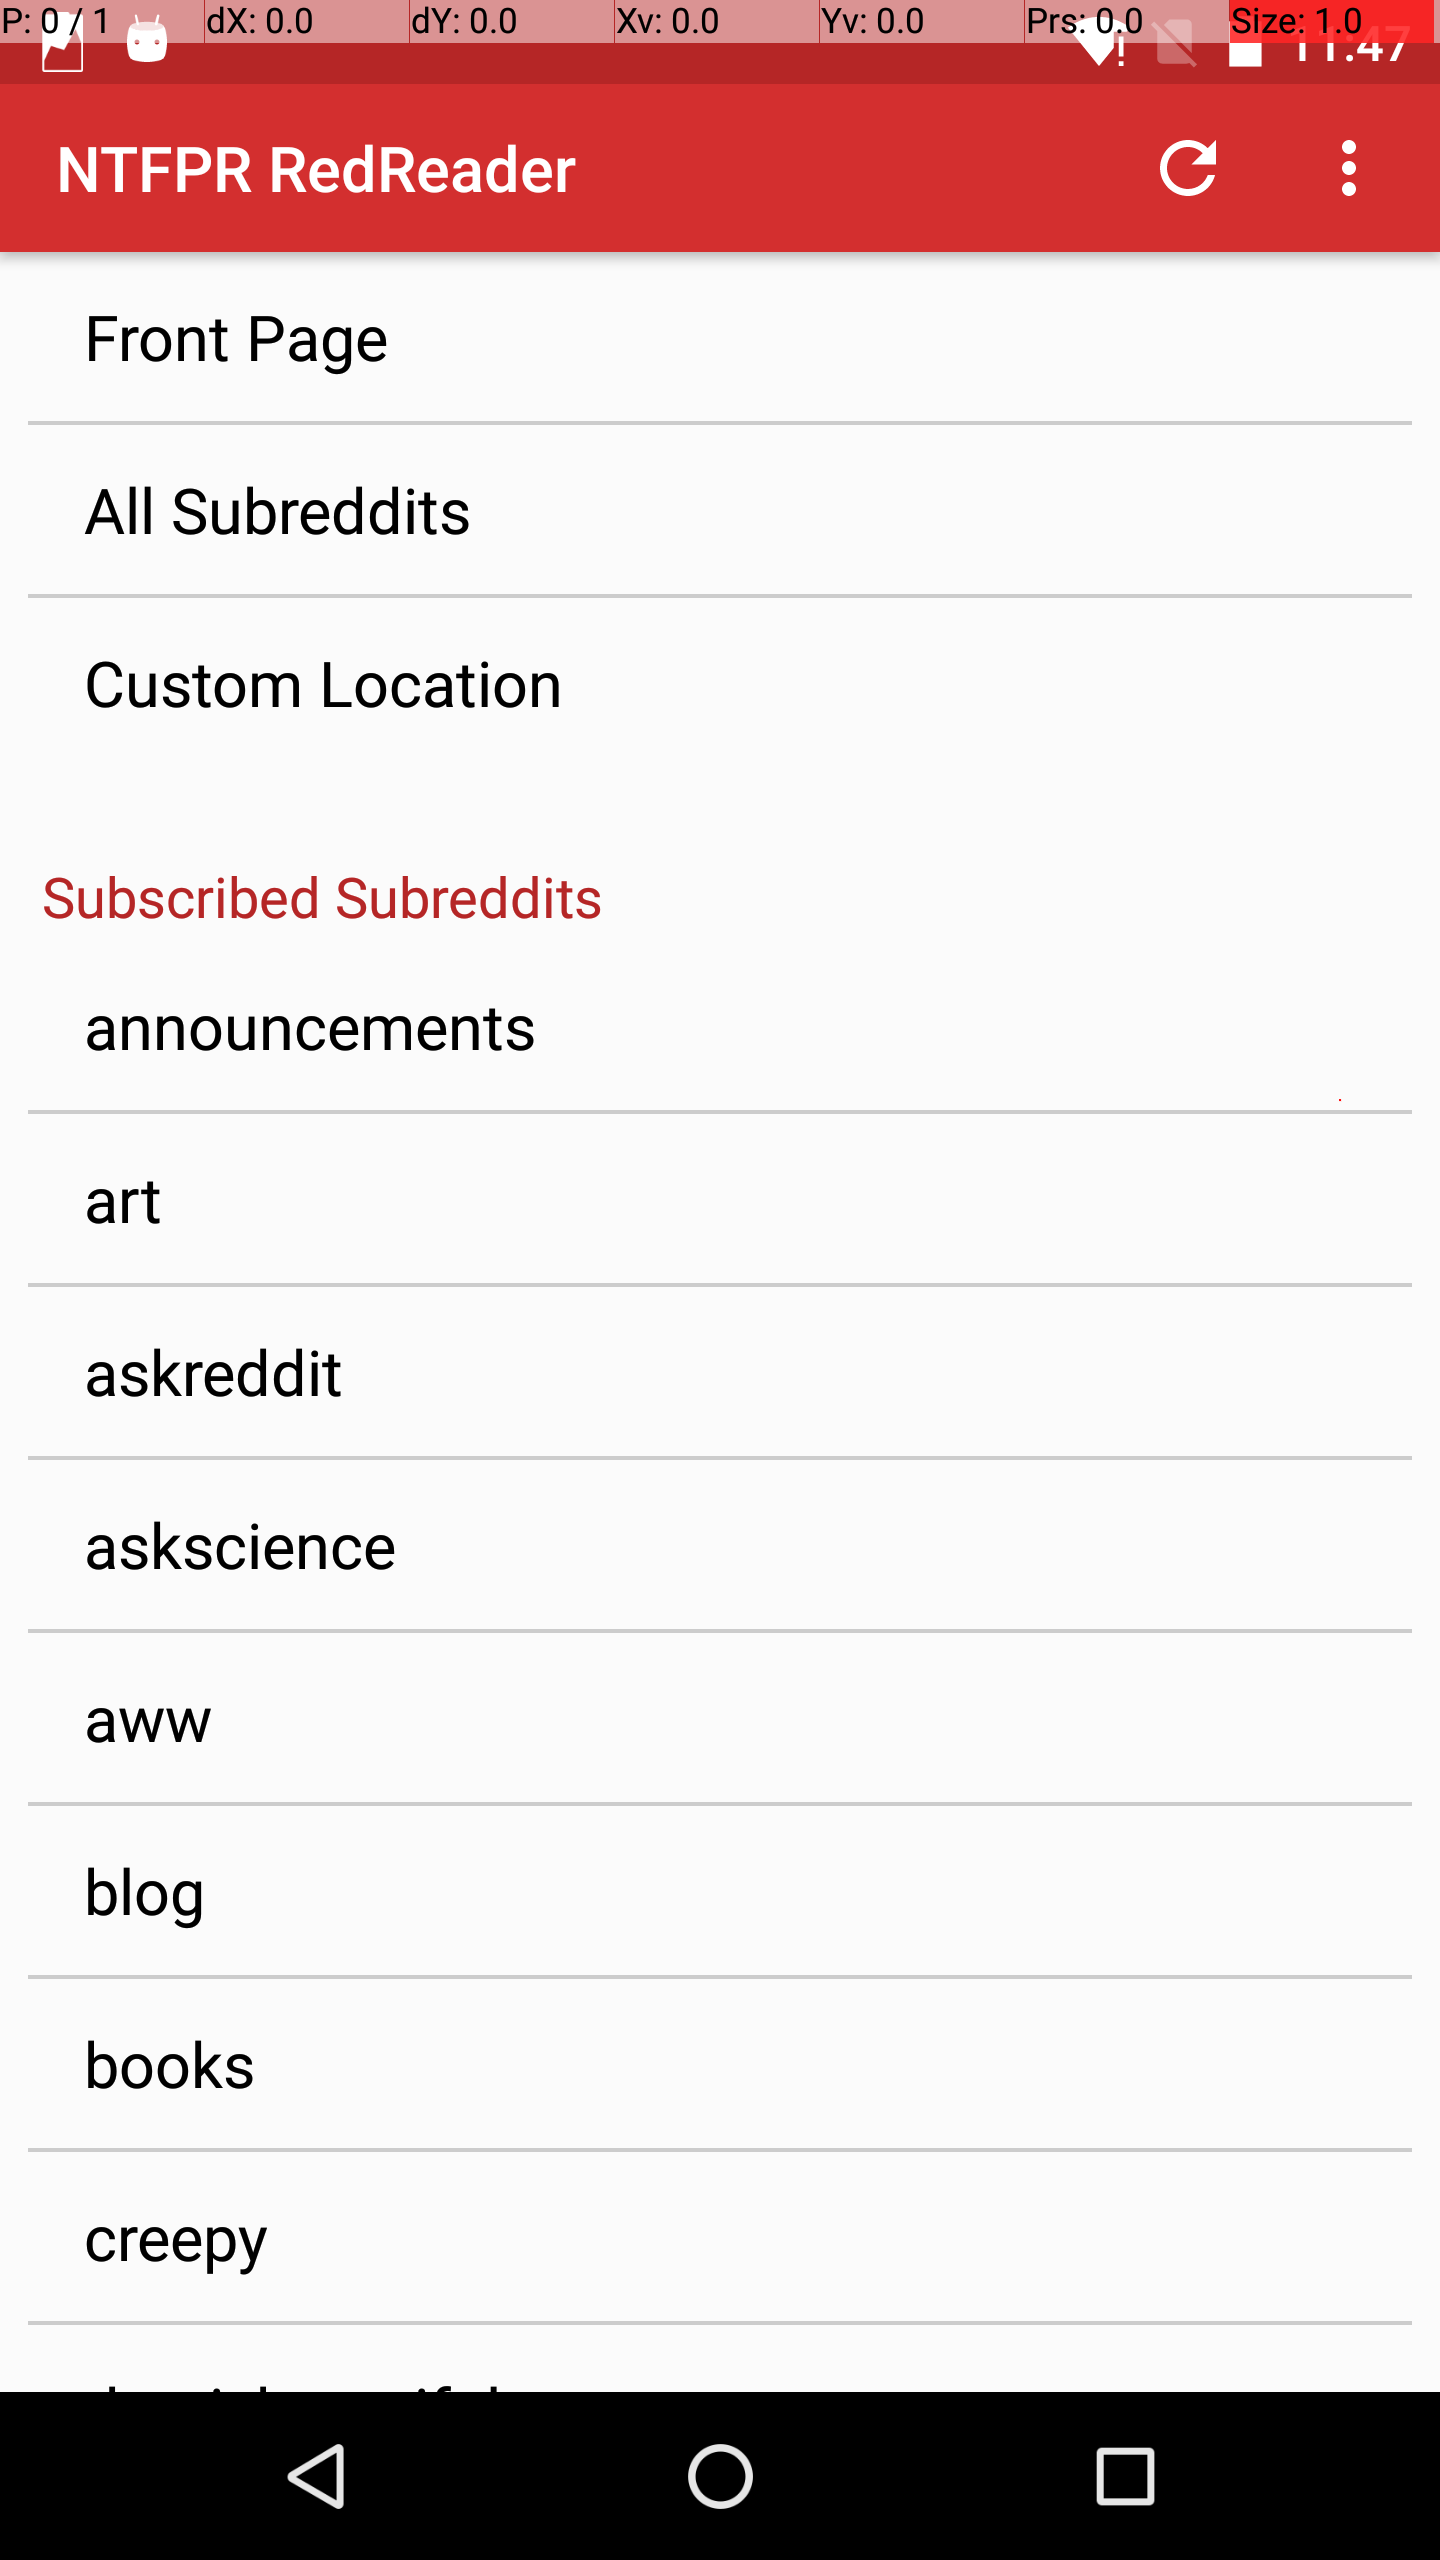 P: 0 / 1 dX: 0.0 dY: 0.0 Xv: 0.0 Yv: 0.0 Prs: 0.0 Size: 1.0
11:47
NTFPR RedReader
Front Page
All Subreddits
Custom Location
Subscribed Subreddits
announcements
art
askreddit
askscience
aww
blog
books
creepy